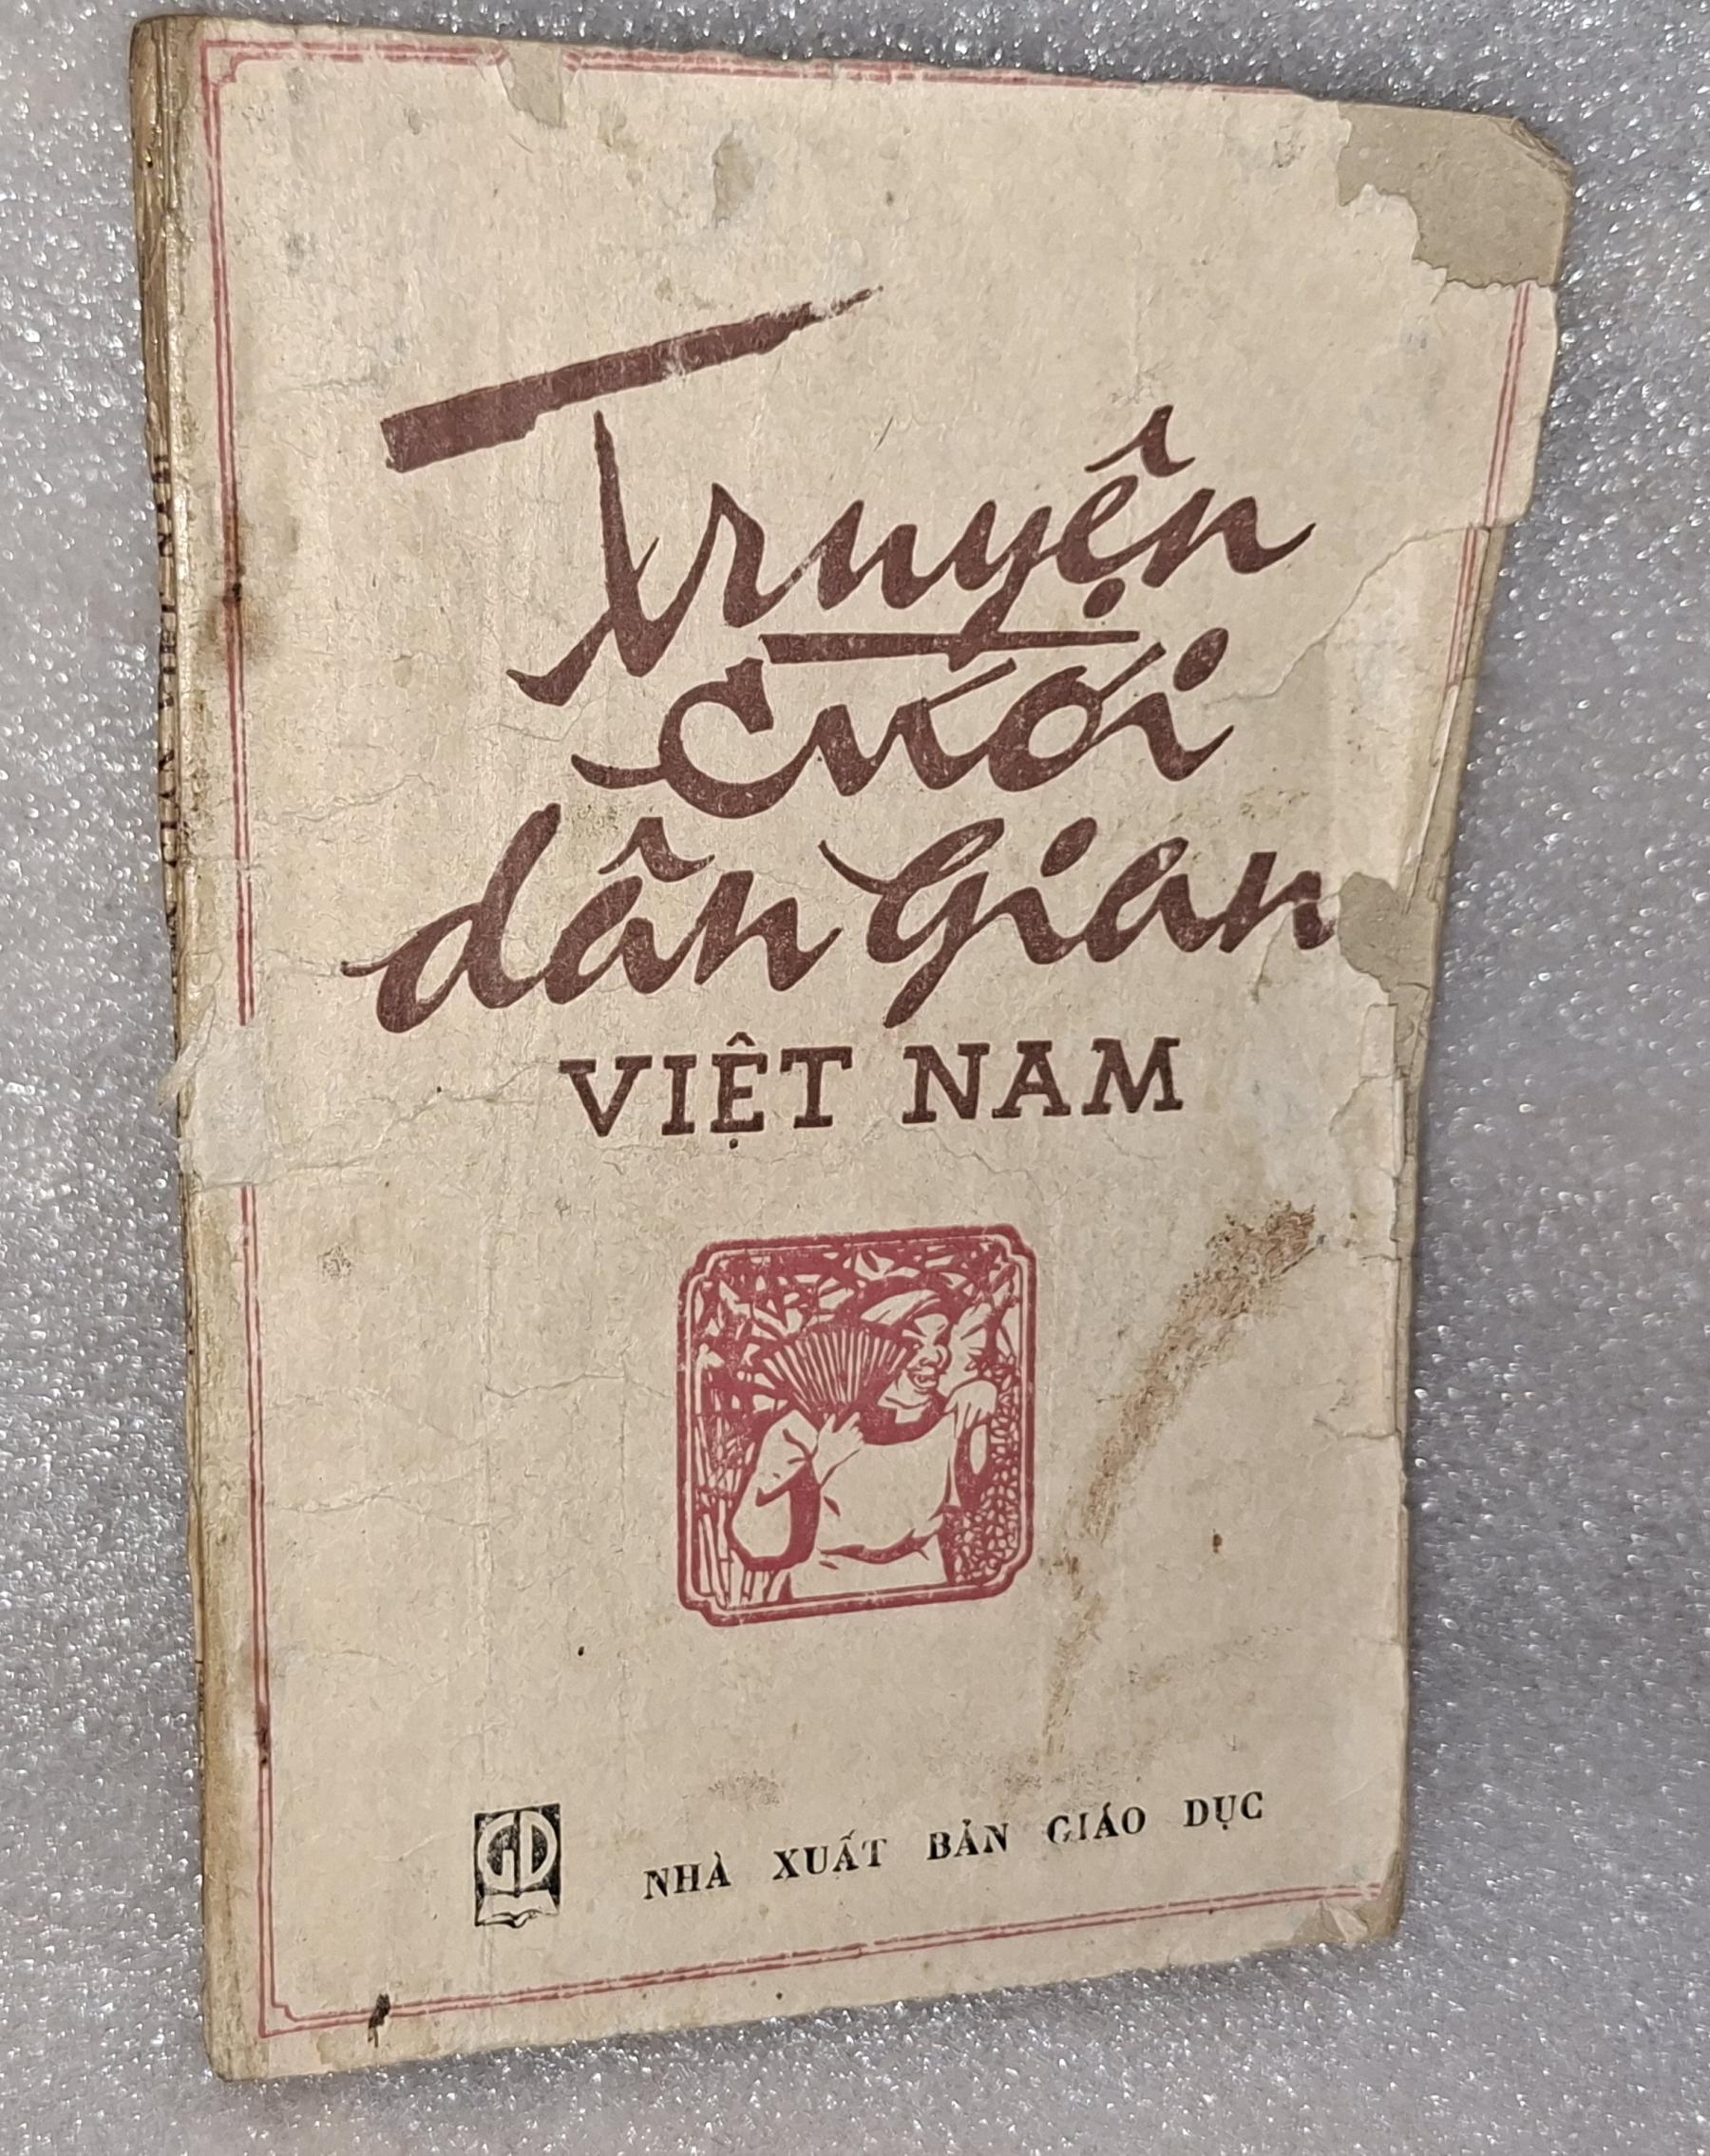 Truyện
cười
dân gian
VIỆT NAM
GD
NHÀ XUẤT BẢN GIÁO DỤC